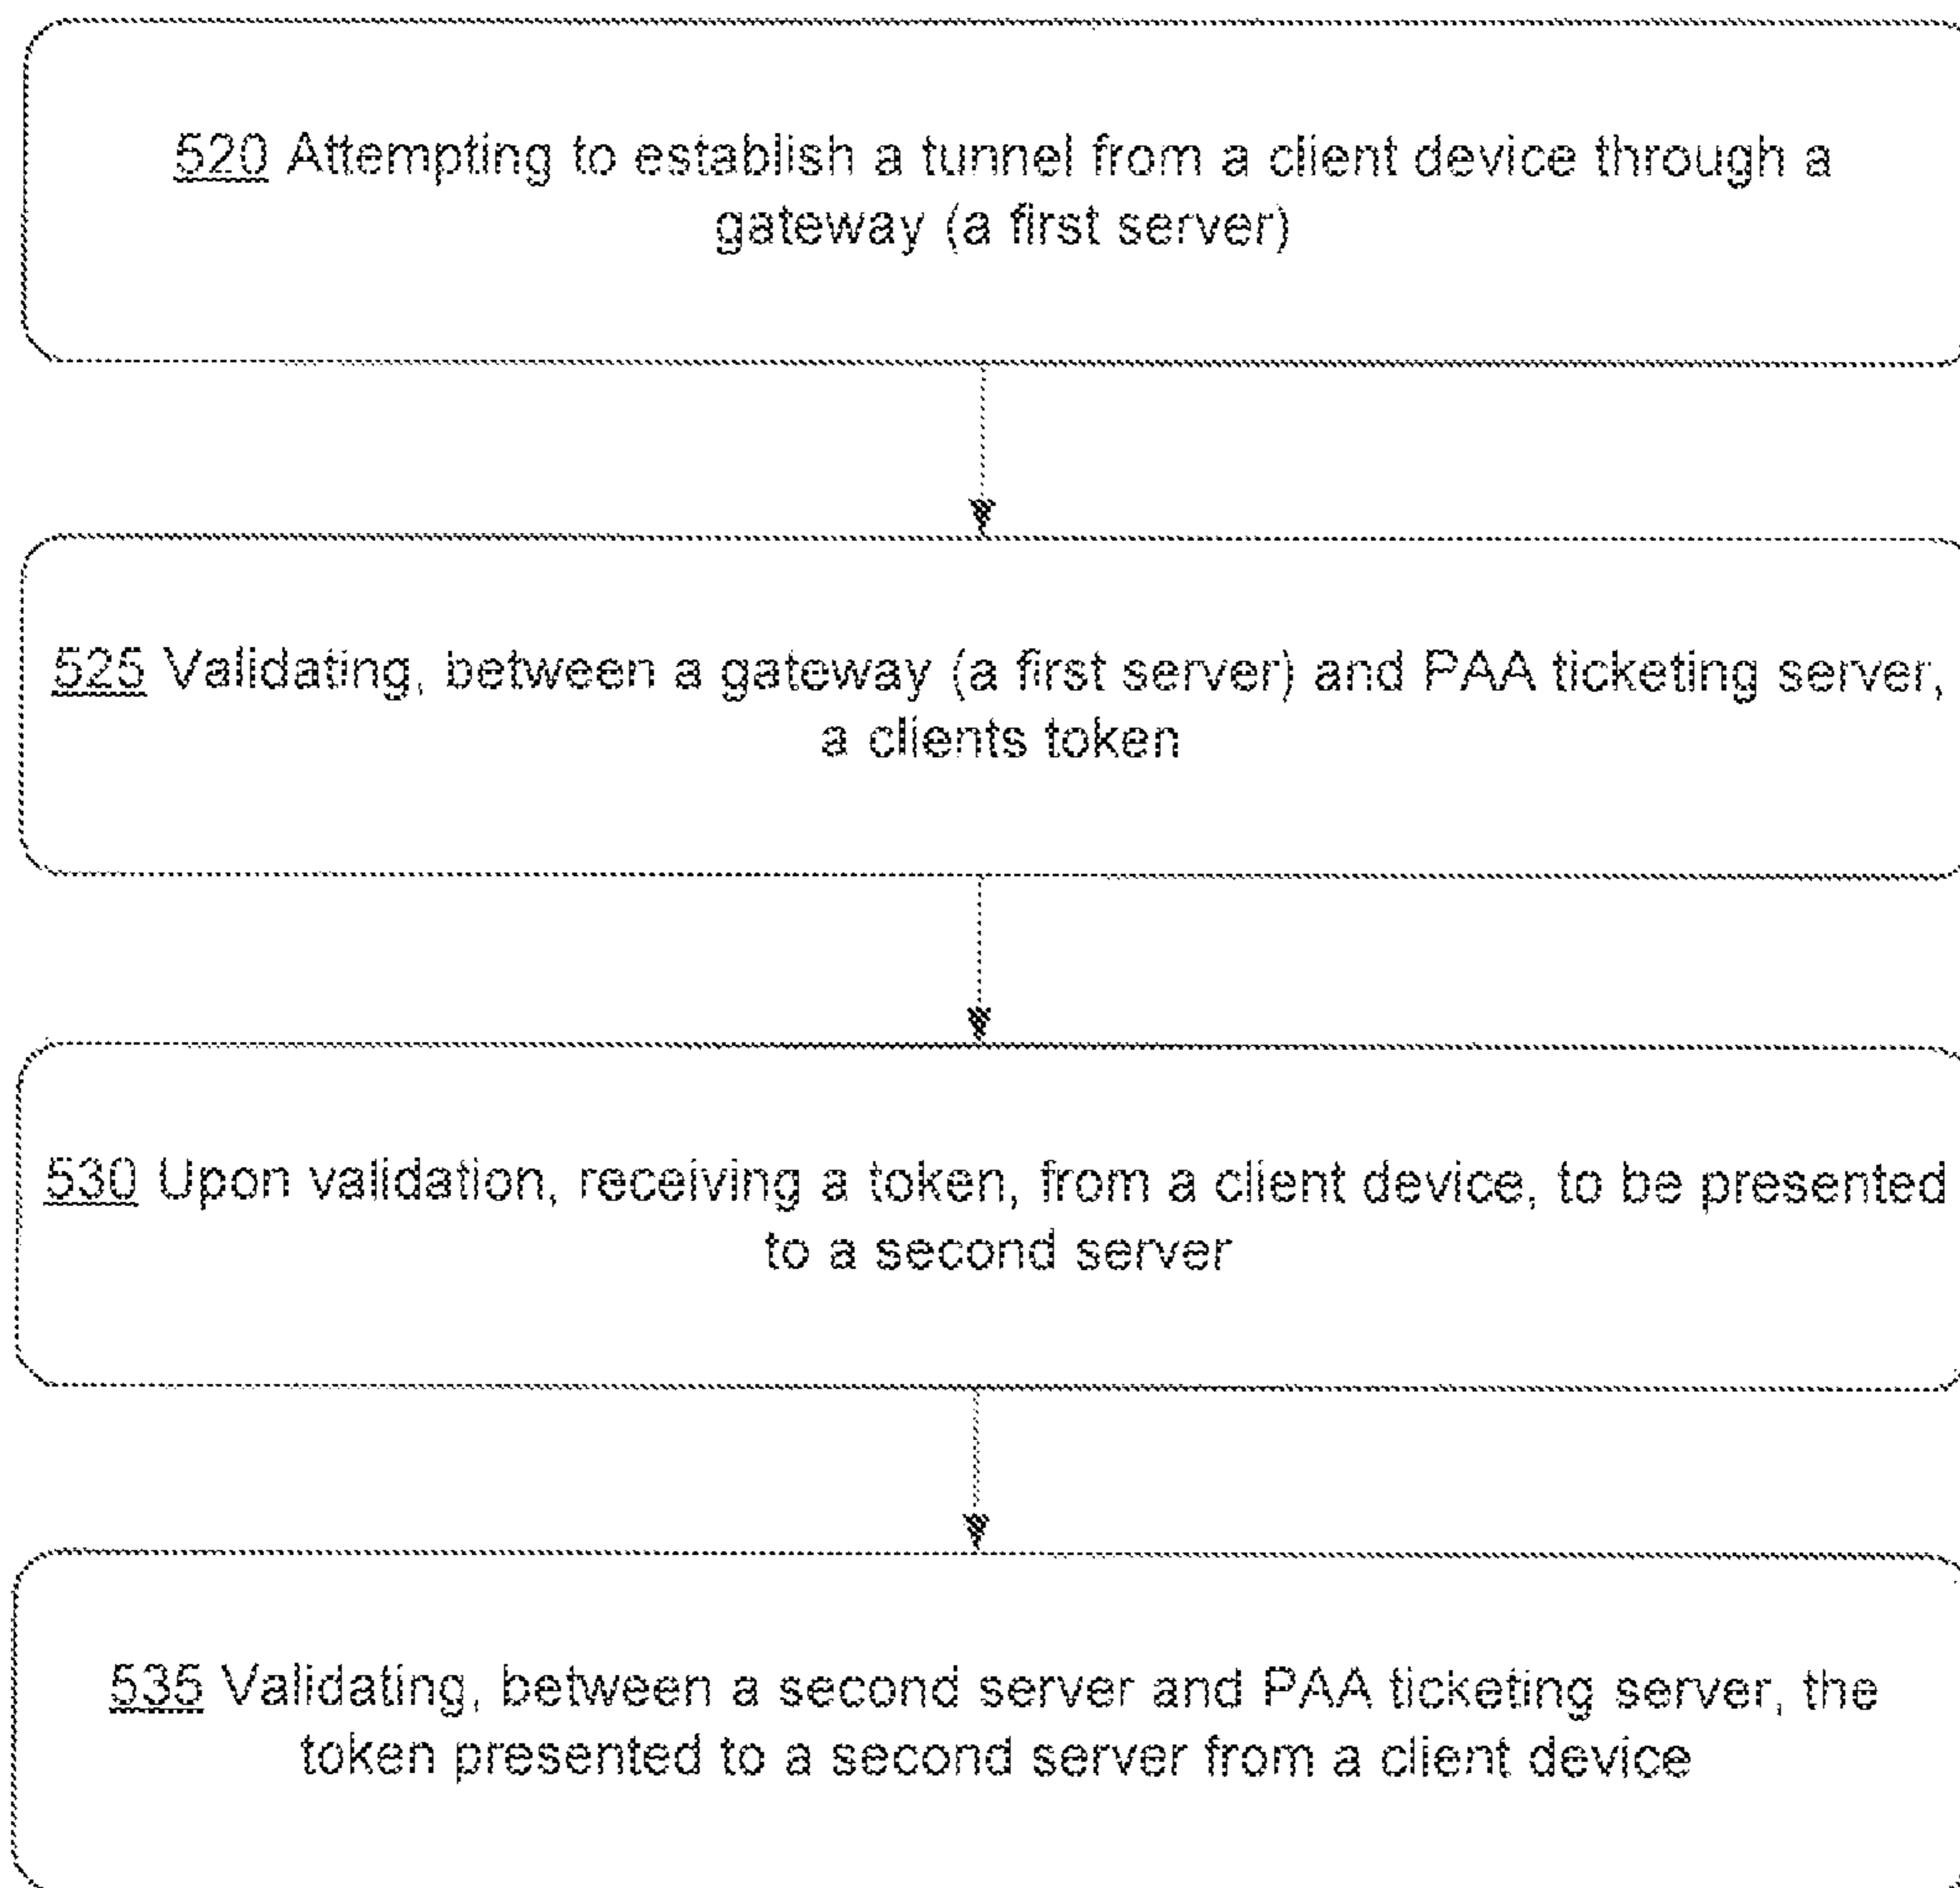 520 Attempting to establish a tunnel from a client device through a
gateway (a first server)
525 Validating, between a gateway (a first server) and PAA ticketing server,
a clients token
530 Upon validation, receiving a token, from a client device, to be presented
to a second server
535 Validating, between a second server and PAA ticketing server, the
token presented to a second server from a client device